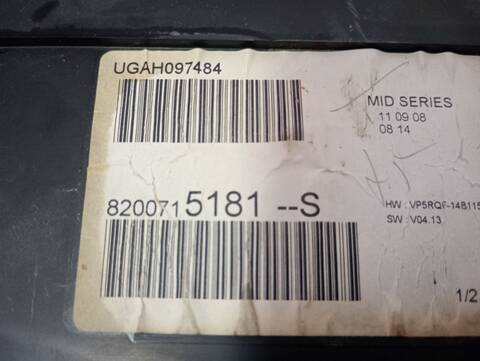 UGAH097484
MID SERIES
11 09 08
08 14
8200715181 --S
HW : VP5RQF-14B115
SW : V04.13
1/2